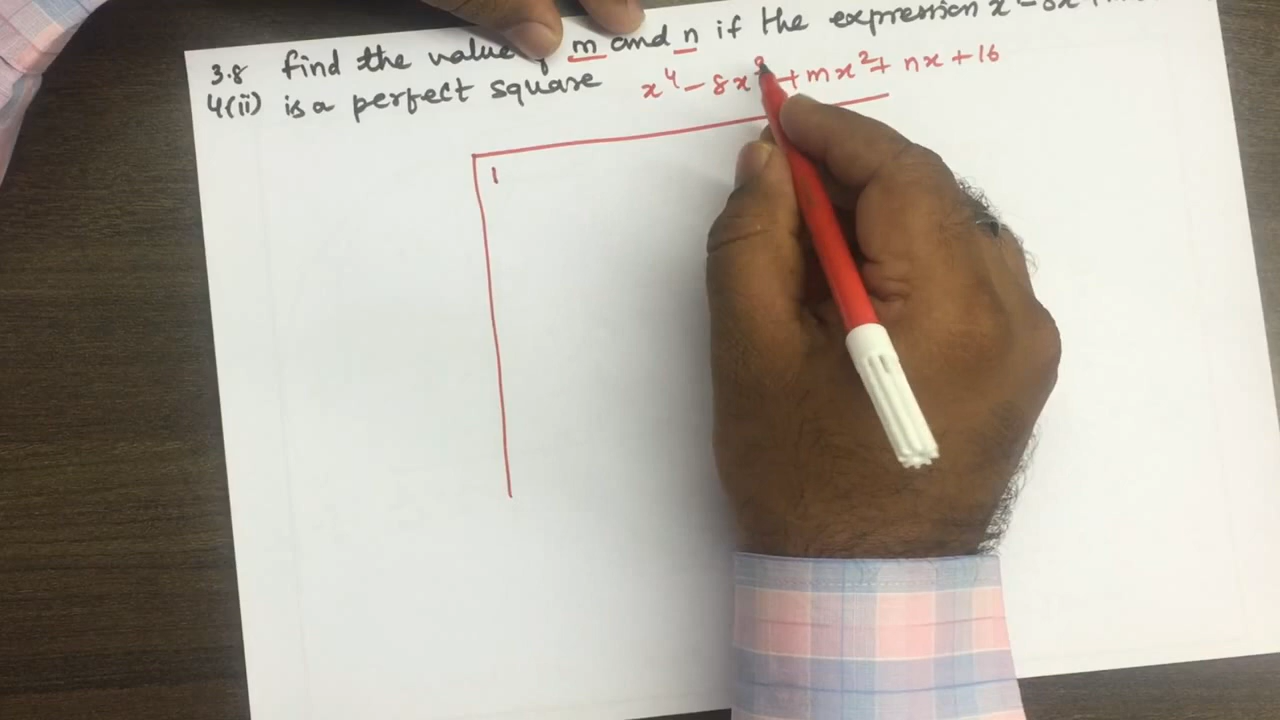 3.8 find the value m and n if the expression
4(ii) is a perfect square x⁴ - 8x³ + mx² + nx + 16
1